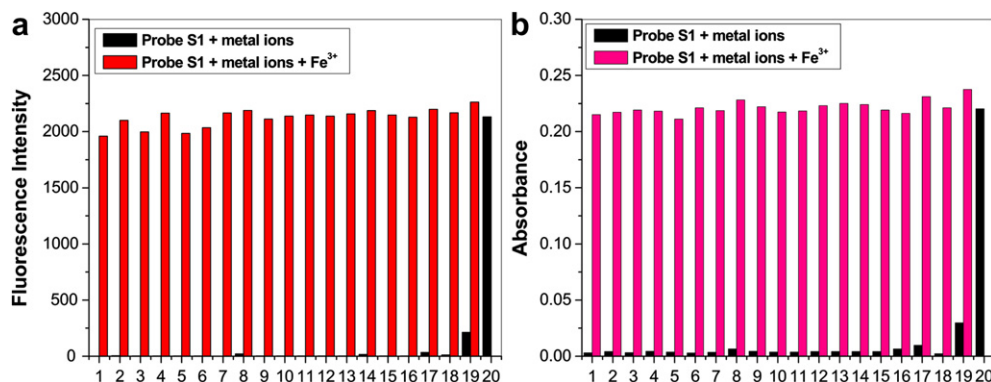 a
Probe S1 + metal ions
Probe S1 + metal ions + Fe³⁺
3000
2500
2000
1500
1000
500
0
Fluorescence Intensity
1 2 3 4 5 6 7 8 9 10 11 12 13 14 15 16 17 18 19 20
b
Probe S1 + metal ions
Probe S1 + metal ions + Fe³⁺
0.30
0.25
0.20
0.15
0.10
0.05
0.00
Absorbance
1 2 3 4 5 6 7 8 9 10 11 12 13 14 15 16 17 18 19 20